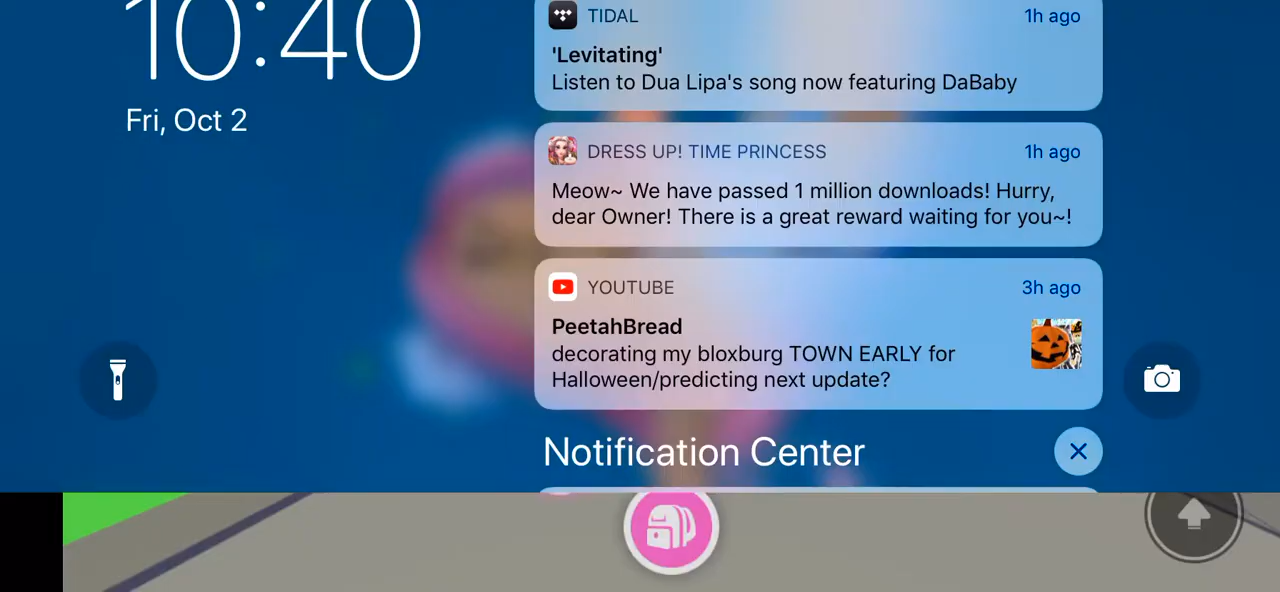 10:40
Fri, Oct 2
TIDAL 1h ago
'Levitating'
Listen to Dua Lipa's song now featuring DaBaby
DRESS UP! TIME PRINCESS 1h ago
Meow~ We have passed 1 million downloads! Hurry,
dear Owner! There is a great reward waiting for you~!
YOUTUBE 3h ago
PeetahBread
decorating my bloxburg TOWN EARLY for
Halloween/predicting next update?
Notification Center